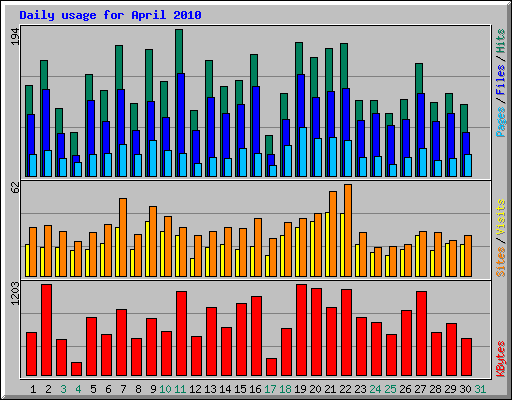 Daily usage for April 2010
194
Pages / Files / Hits
62
Sites / Visits
1203
KBytes
1 2 3 4 5 6 7 8 9 10 11 12 13 14 15 16 17 18 19 20 21 22 23 24 25 26 27 28 29 30 31